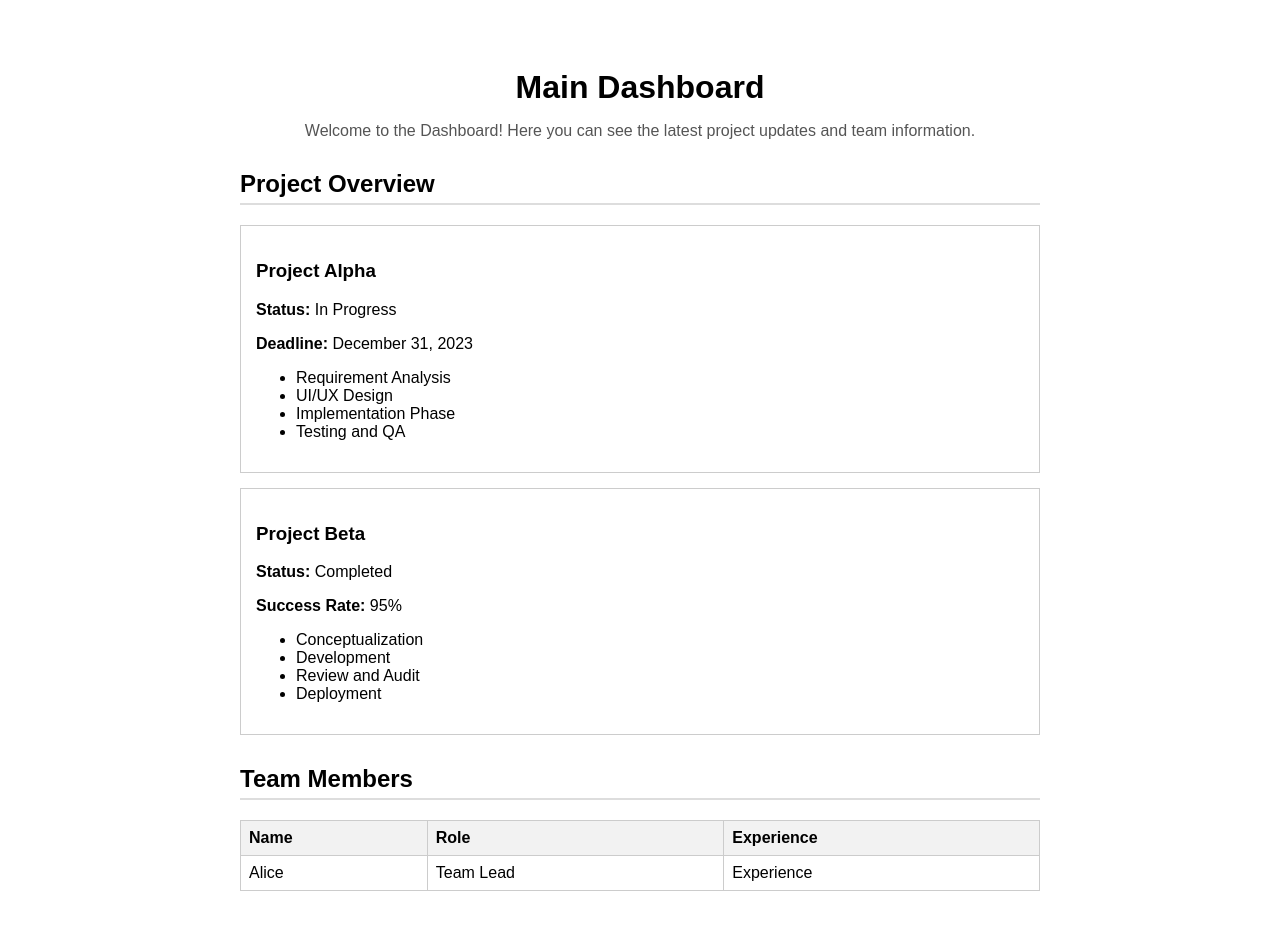 Main Dashboard
Welcome to the Dashboard! Here you can see the latest project updates and team information.
Project Overview
Project Alpha
Status: In Progress
Deadline: December 31, 2023
• Requirement Analysis
• UI/UX Design
• Implementation Phase
• Testing and QA
Project Beta
Status: Completed
Success Rate: 95%
• Conceptualization
• Development
• Review and Audit
• Deployment
Team Members
Name Role Experience
Alice Team Lead Experience